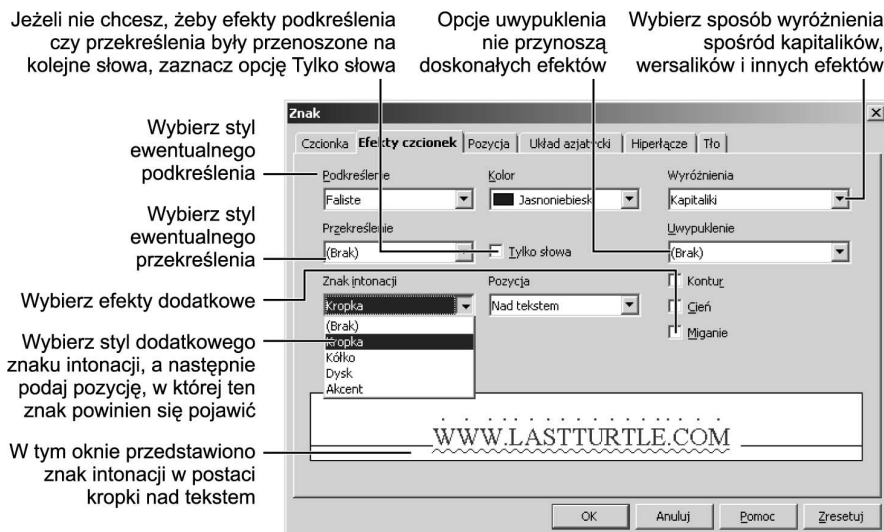 Jeżeli nie chcesz, żeby efekty podkreślenia
czy przekreślenia były przenoszone na
kolejne słowa, zaznacz opcję Tylko słowa
Opcje uwypuklenia
nie przynoszą
doskonałych efektów
Wybierz sposób wyróżnienia
spośród kapitalików,
wersalików i innych efektów
Wybierz styl
ewentualnego
podkreślenia
Wybierz styl
ewentualnego
przekreślenia
Wybierz efekty dodatkowe
Wybierz styl dodatkowego
znaku intonacji, a następnie
podaj pozycję, w której ten
znak powinien się pojawić
W tym oknie przedstawiono
znak intonacji w postaci
kropki nad tekstem
Znak
Czcionka Efekty czcionek Pozycja Układ azjatycki Hiperłącze Tło
Podkreślenie Kolor Wyróżnienia
Faliste Jasnoniebiesk Kapitaliki
Przekreślenie Uwypuklenie
(Brak) Tylko słowa (Brak)
Znak intonacji Pozycja Kontur
Kropka Nad tekstem Cień
(Brak) Miganie
Kropka
Kółko
Dysk
Akcent
WWW.LASTTURTLE.COM
OK Anuluj Pomoc Zresetuj